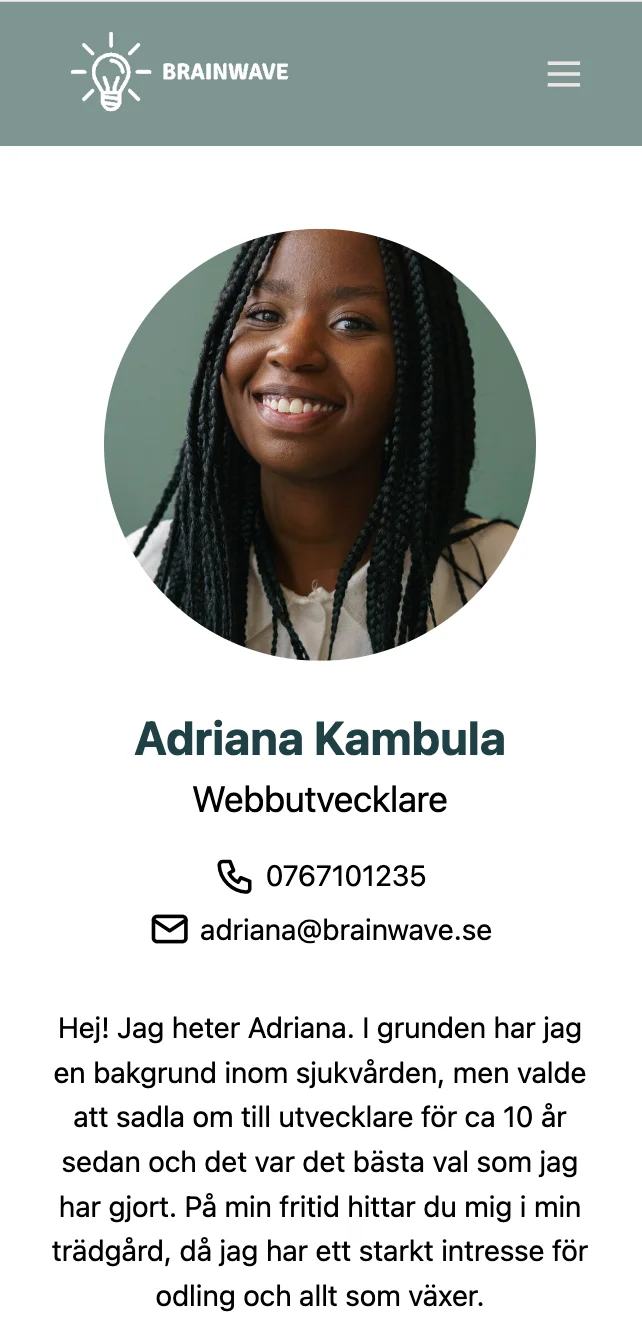 BRAINWAVE
Adriana Kambula
Webbutvecklare
0767101235
adriana@brainwave.se
Hej! Jag heter Adriana. I grunden har jag
en bakgrund inom sjukvården, men valde
att sadla om till utvecklare för ca 10 år
sedan och det var det bästa val som jag
har gjort. På min fritid hittar du mig i min
trädgård, då jag har ett starkt intresse för
odling och allt som växer.